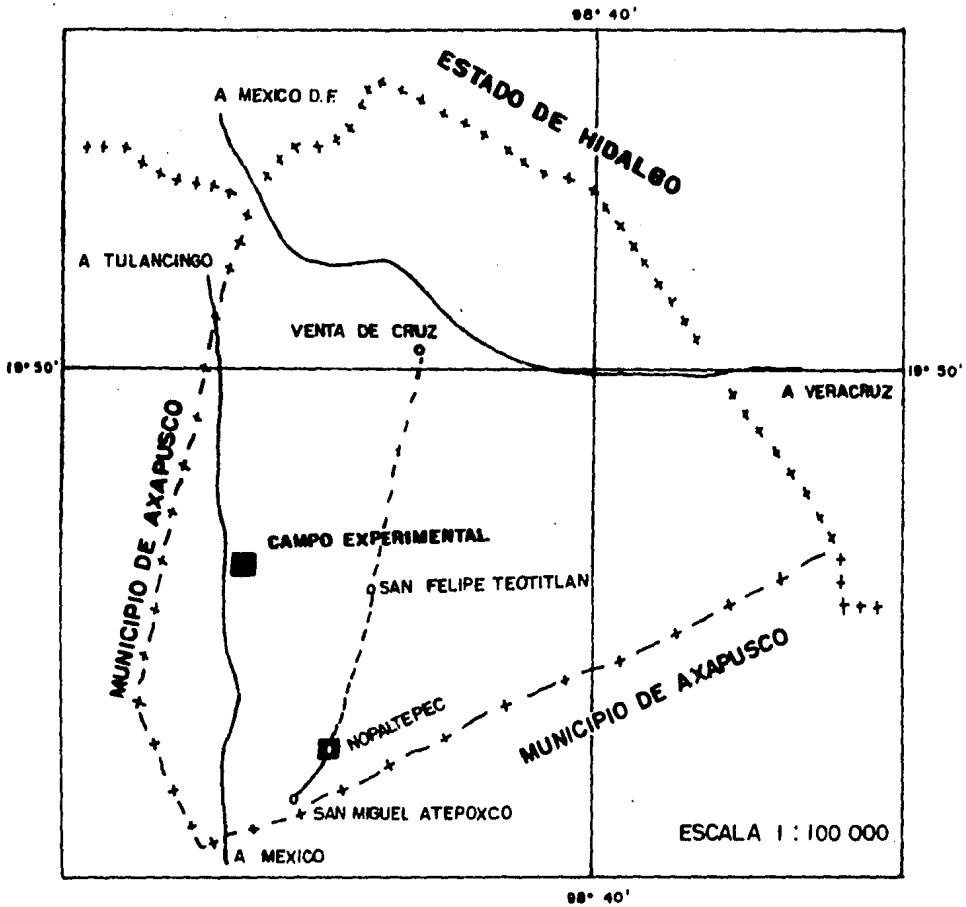 98° 40'
ESTADO DE HIDALGO
A MEXICO D.F.
A TULANCINGO
VENTA DE CRUZ
19° 50'
19° 50'
A VERACRUZ
MUNICIPIO DE AXAPUSCO
CAMPO EXPERIMENTAL
SAN FELIPE TEOTITLAN
NOPALTEPEC
MUNICIPIO DE AXAPUSCO
SAN MIGUEL ATEPOXCO
ESCALA 1:100 000
A MEXICO
98° 40'